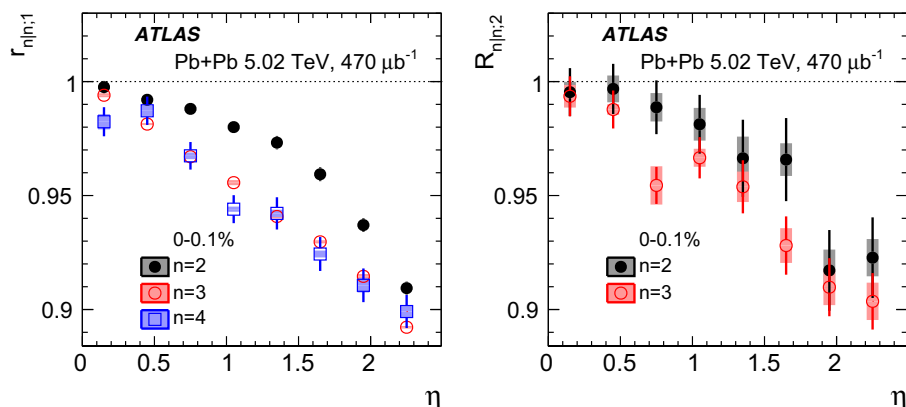 r_{n|n;1}
ATLAS
Pb+Pb 5.02 TeV, 470 μb⁻¹
1
0.95
0.9
0-0.1%
n=2
n=3
n=4
0 0.5 1 1.5 2
η
R_{n|n;2}
ATLAS
Pb+Pb 5.02 TeV, 470 μb⁻¹
1
0.95
0.9
0-0.1%
n=2
n=3
0 0.5 1 1.5 2
η